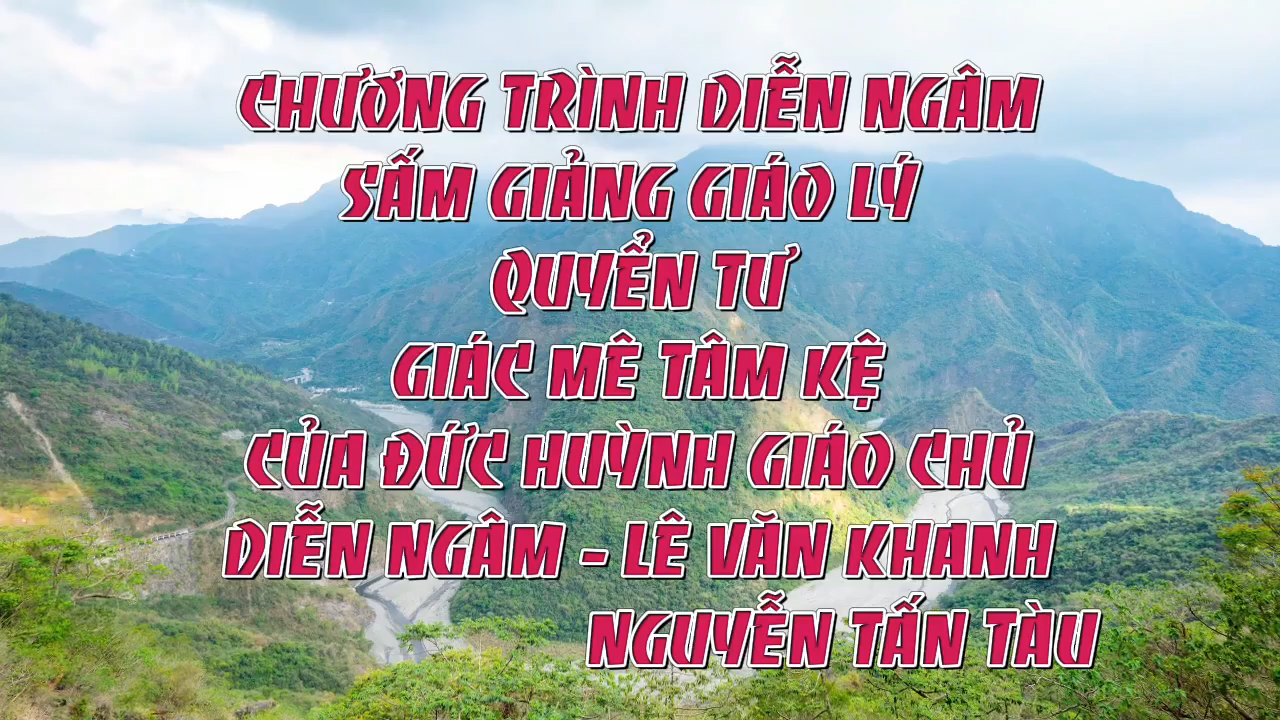 CHƯƠNG TRÌNH DIỄN NGÂM
SẤM GIẢNG GIÁO LÝ
QUYỂN TƯ
GIÁC MÊ TÂM KỆ
CỦA ĐỨC HUỲNH GIÁO CHỦ
DIỄN NGÂM - LÊ VĂN KHANH
NGUYỄN TẤN TÀU